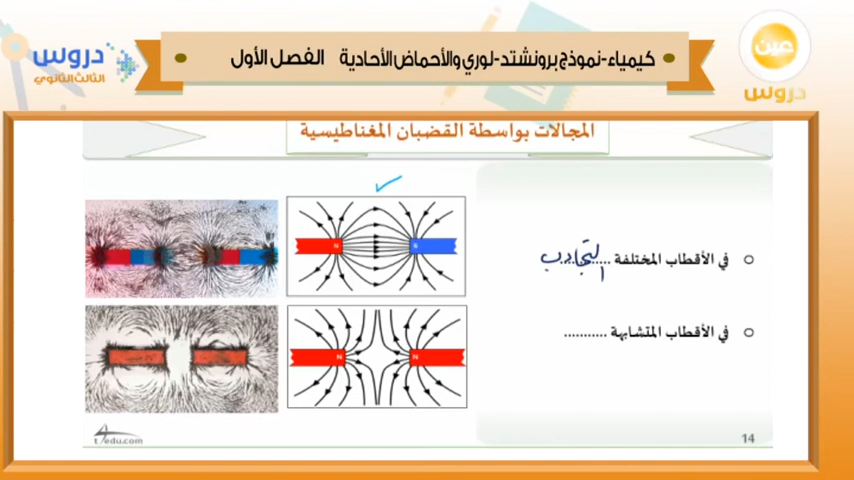 دروس
الثالث الثانوي
كيمياء-نموذج برونشتد-لوري والأحماض الأحادية الفصل الأول
عين
دروس
المجالات بواسطة القضبان المغناطيسية
في الأقطاب المختلفة ........... التجاذب
في الأقطاب المتشابهة ...........
N S
N N
t4edu.com
14